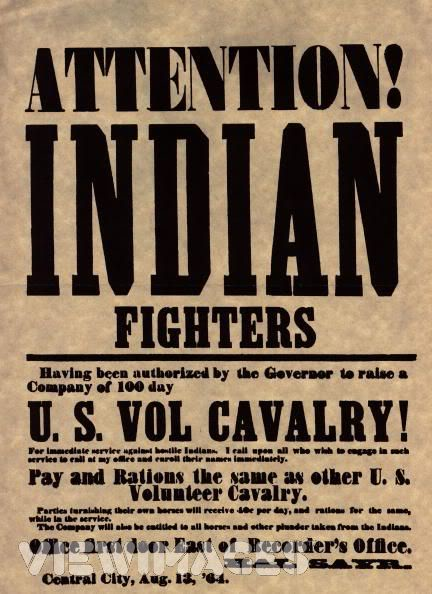 ATTENTION!
INDIAN
FIGHTERS
Having been authorized by the Governor to raise a
Company of 100 day
U. S. VOL CAVALRY!
For immediate service against hostile Indians. I call upon all who wish to engage in such
service to call at my office and enroll their names immediately.
Pay and Rations the same as other U. S.
Volunteer Cavalry.
Parties furnishing their own horses will receive 40c per day, and rations for the same,
while in the service.
The Company will also be entitled to all horses and other plunder taken from the Indians.
Office first door East of Recorder's Office.
HAL SAYR.
Central City, Aug. 13, '64.
VIEWIMAGES